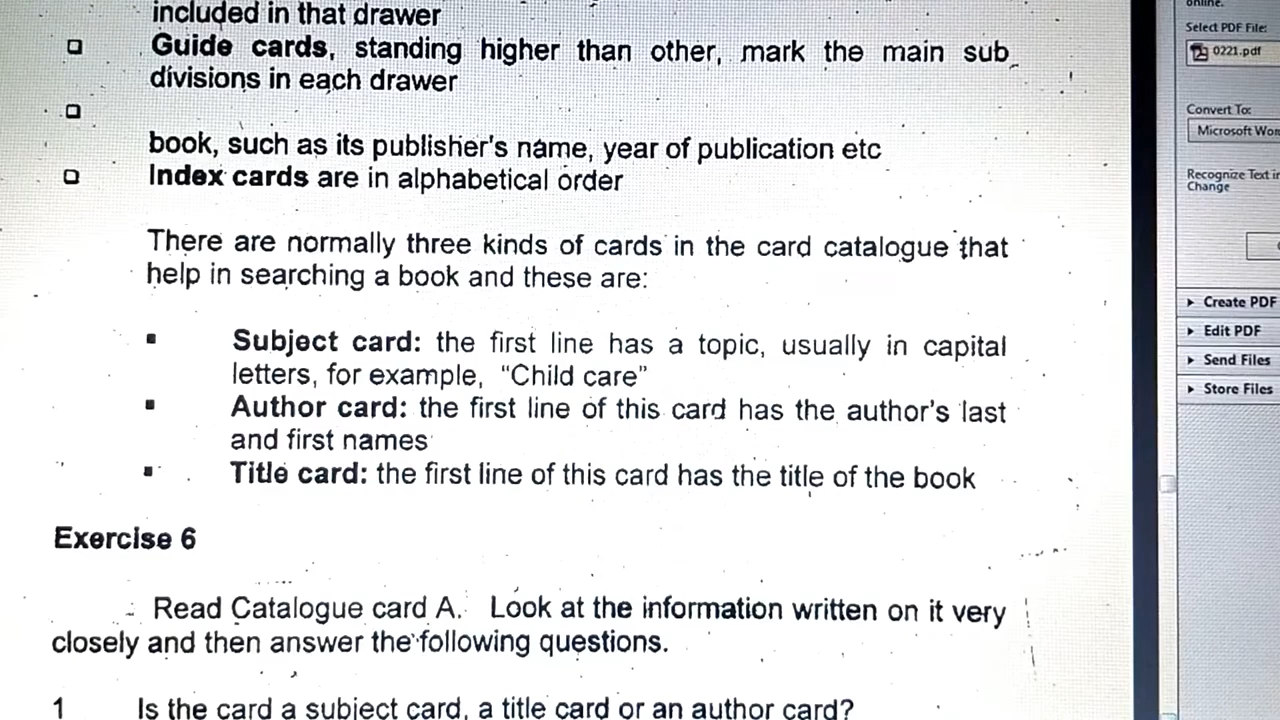 included in that drawer
Guide cards, standing higher than other, mark the main sub
divisions in each drawer
book, such as its publisher's name, year of publication etc
Index cards are in alphabetical order
There are normally three kinds of cards in the card catalogue that
help in searching a book and these are:
Subject card: the first line has a topic, usually in capital
letters, for example, "Child care"
Author card: the first line of this card has the author's last
and first names
Title card: the first line of this card has the title of the book
Exercise 6
Read Catalogue card A. Look at the information written on it very
closely and then answer the following questions.
1 Is the card a subject card, a title card or an author card?
online.
Select PDF File:
0221.pdf
Convert To:
Microsoft Wor
Recognize Text in
Change
Create PDF
Edit PDF
Send Files
Store Files